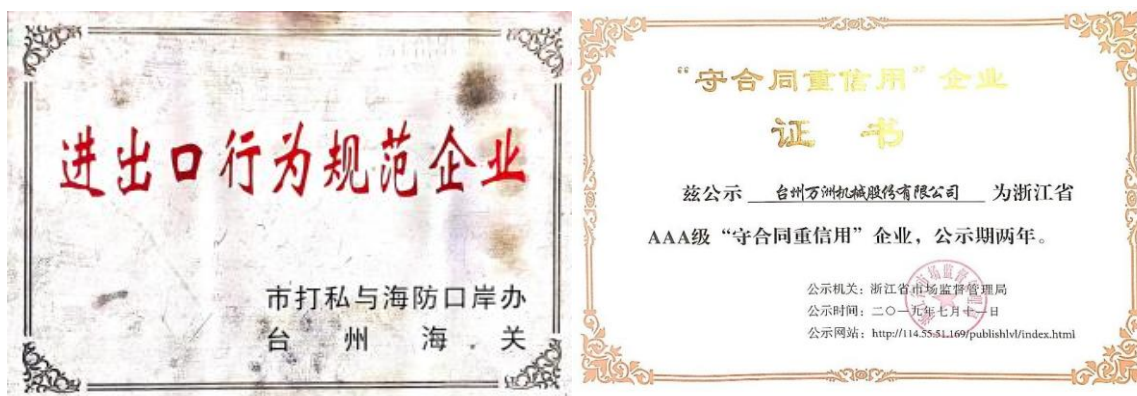 进出口行为规范企业
市打私与海防口岸办
台州海关
“守合同重信用”企业
证书
兹公示 台州万洲机械股份有限公司 为浙江省
AAA级“守合同重信用”企业，公示期两年。
公示机关：浙江省市场监督管理局
公示时间：二〇一九年七月十一日
公示网站：http://114.55.51.169/publishlvl/index.html